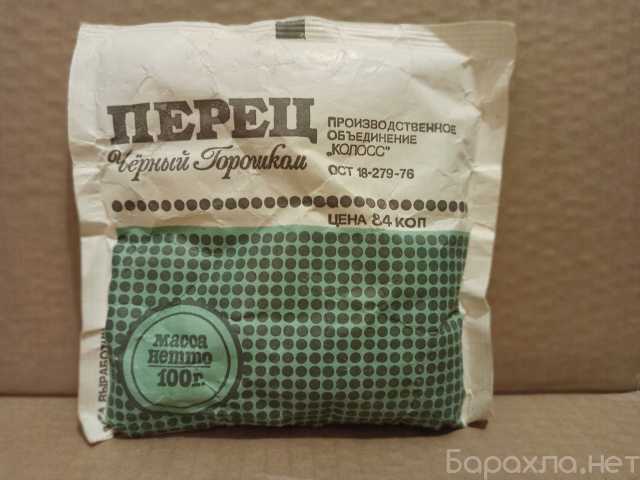 ПЕРЕЦ
Чёрный Горошком
ПРОИЗВОДСТВЕННОЕ
ОБЪЕДИНЕНИЕ
„КОЛОСС"
ОСТ 18-279-76
ЦЕНА 84 КОП
масса
нетто
100г.
Барахла.нет